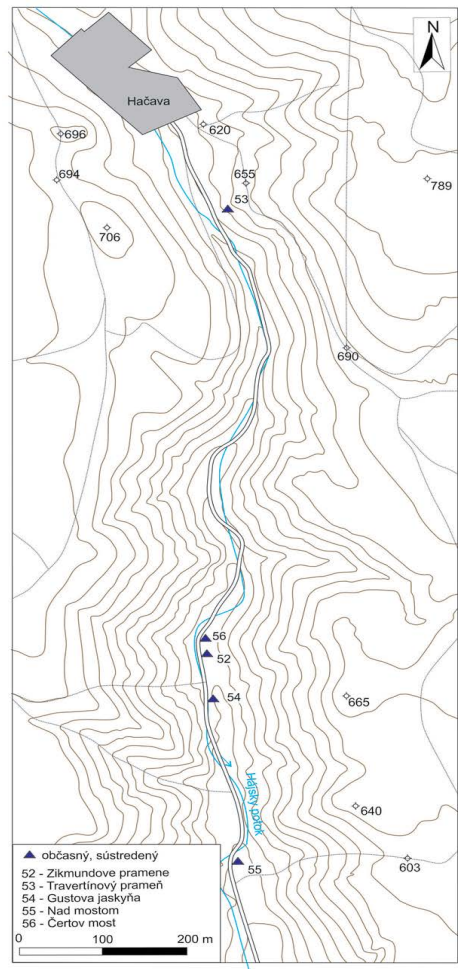 N
Hačava
620
696
655
694
789
53
706
690
56
52
54
665
Hájsky potok
640
603
55
občasný, sústredený
52 - Zikmundove pramene
53 - Travertínový prameň
54 - Gustova jaskyňa
55 - Nad mostom
56 - Čertov most
0 100 200 m